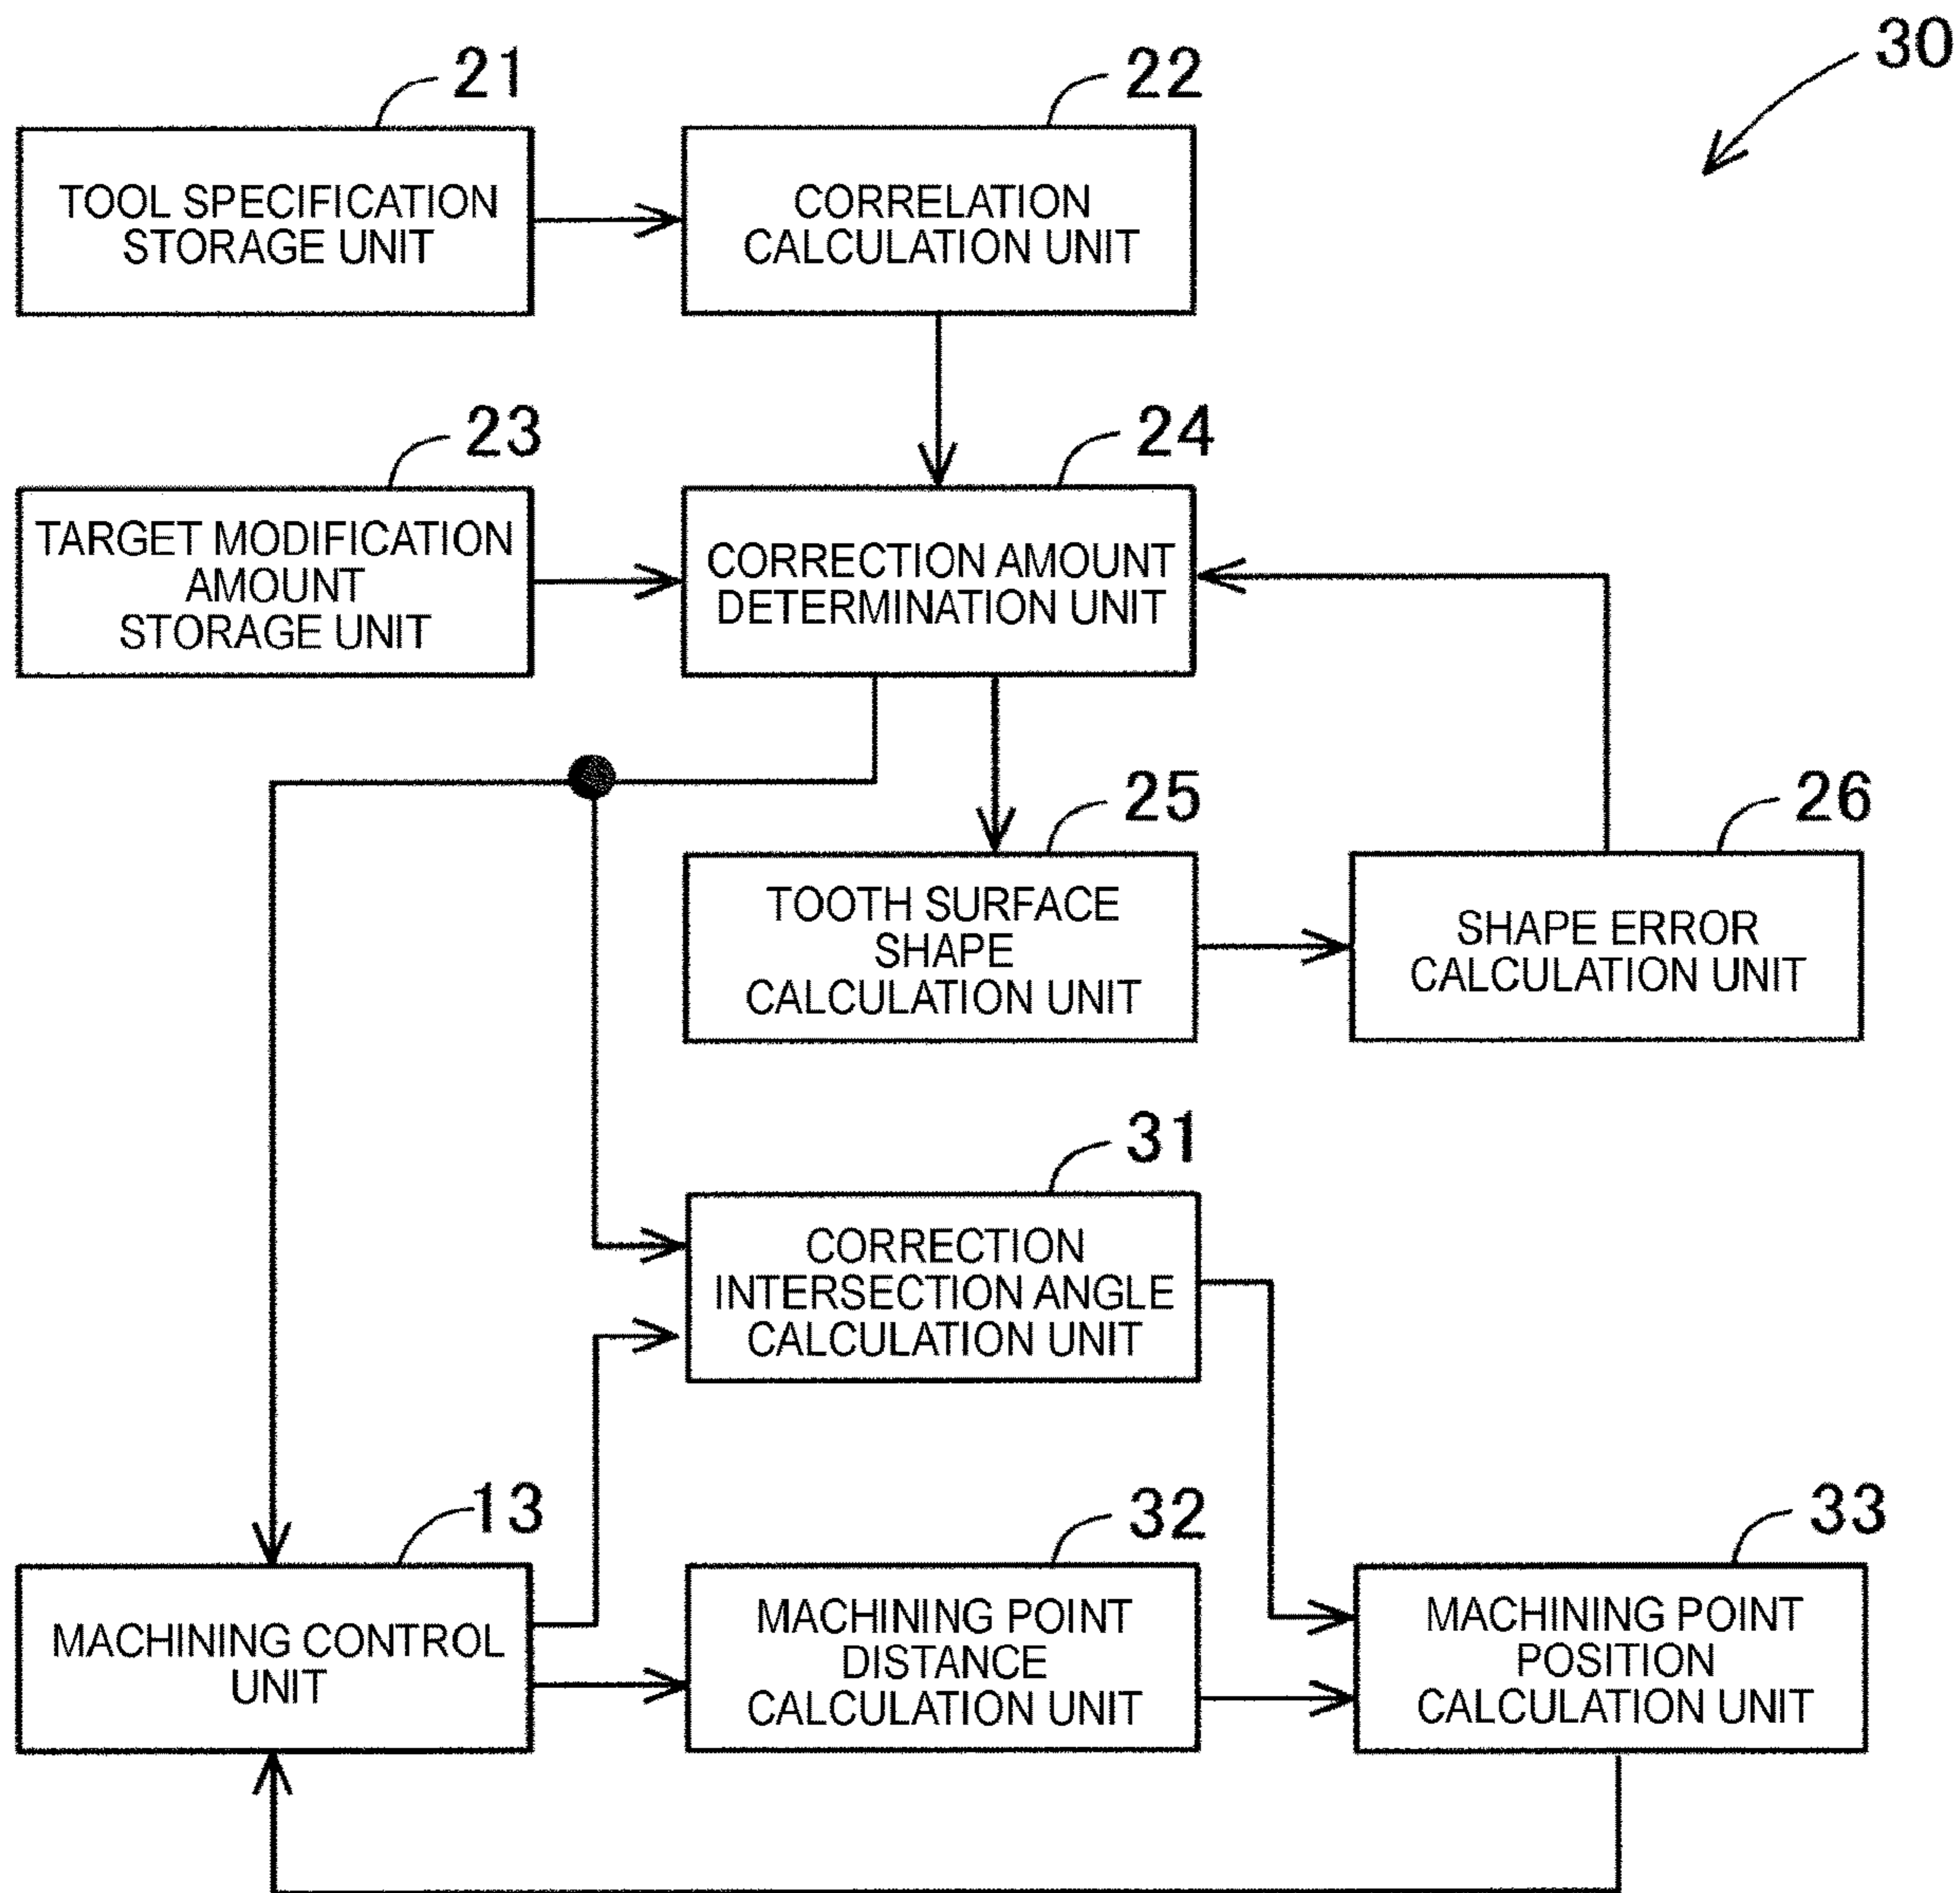 30
21
TOOL SPECIFICATION
STORAGE UNIT
22
CORRELATION
CALCULATION UNIT
23
TARGET MODIFICATION
AMOUNT
STORAGE UNIT
24
CORRECTION AMOUNT
DETERMINATION UNIT
25
TOOTH SURFACE
SHAPE
CALCULATION UNIT
26
SHAPE ERROR
CALCULATION UNIT
31
CORRECTION
INTERSECTION ANGLE
CALCULATION UNIT
13
MACHINING CONTROL
UNIT
32
MACHINING POINT
DISTANCE
CALCULATION UNIT
33
MACHINING POINT
POSITION
CALCULATION UNIT